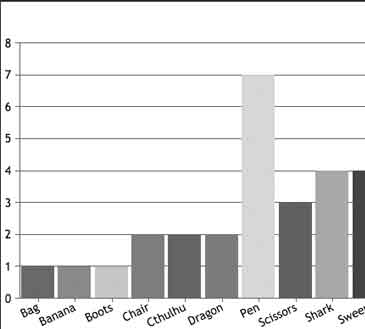 8
7
6
5
4
3
2
1
0
Bag
Banana
Boots
Chair
Cthulhu
Dragon
Pen
Scissors
Shark